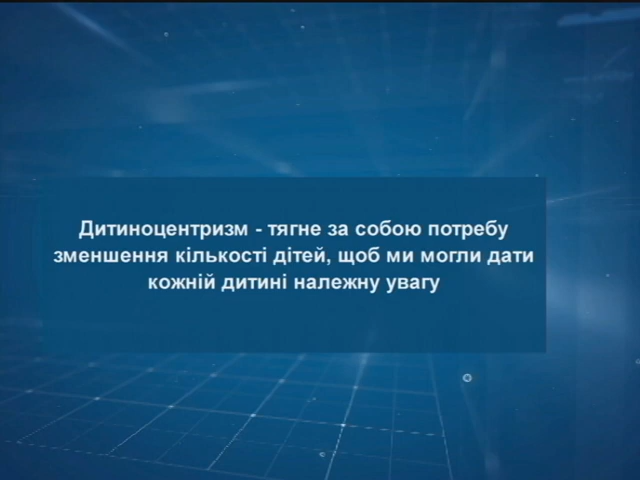 Дитиноцентризм - тягне за собою потребу
зменшення кількості дітей, щоб ми могли дати
кожній дитині належну увагу